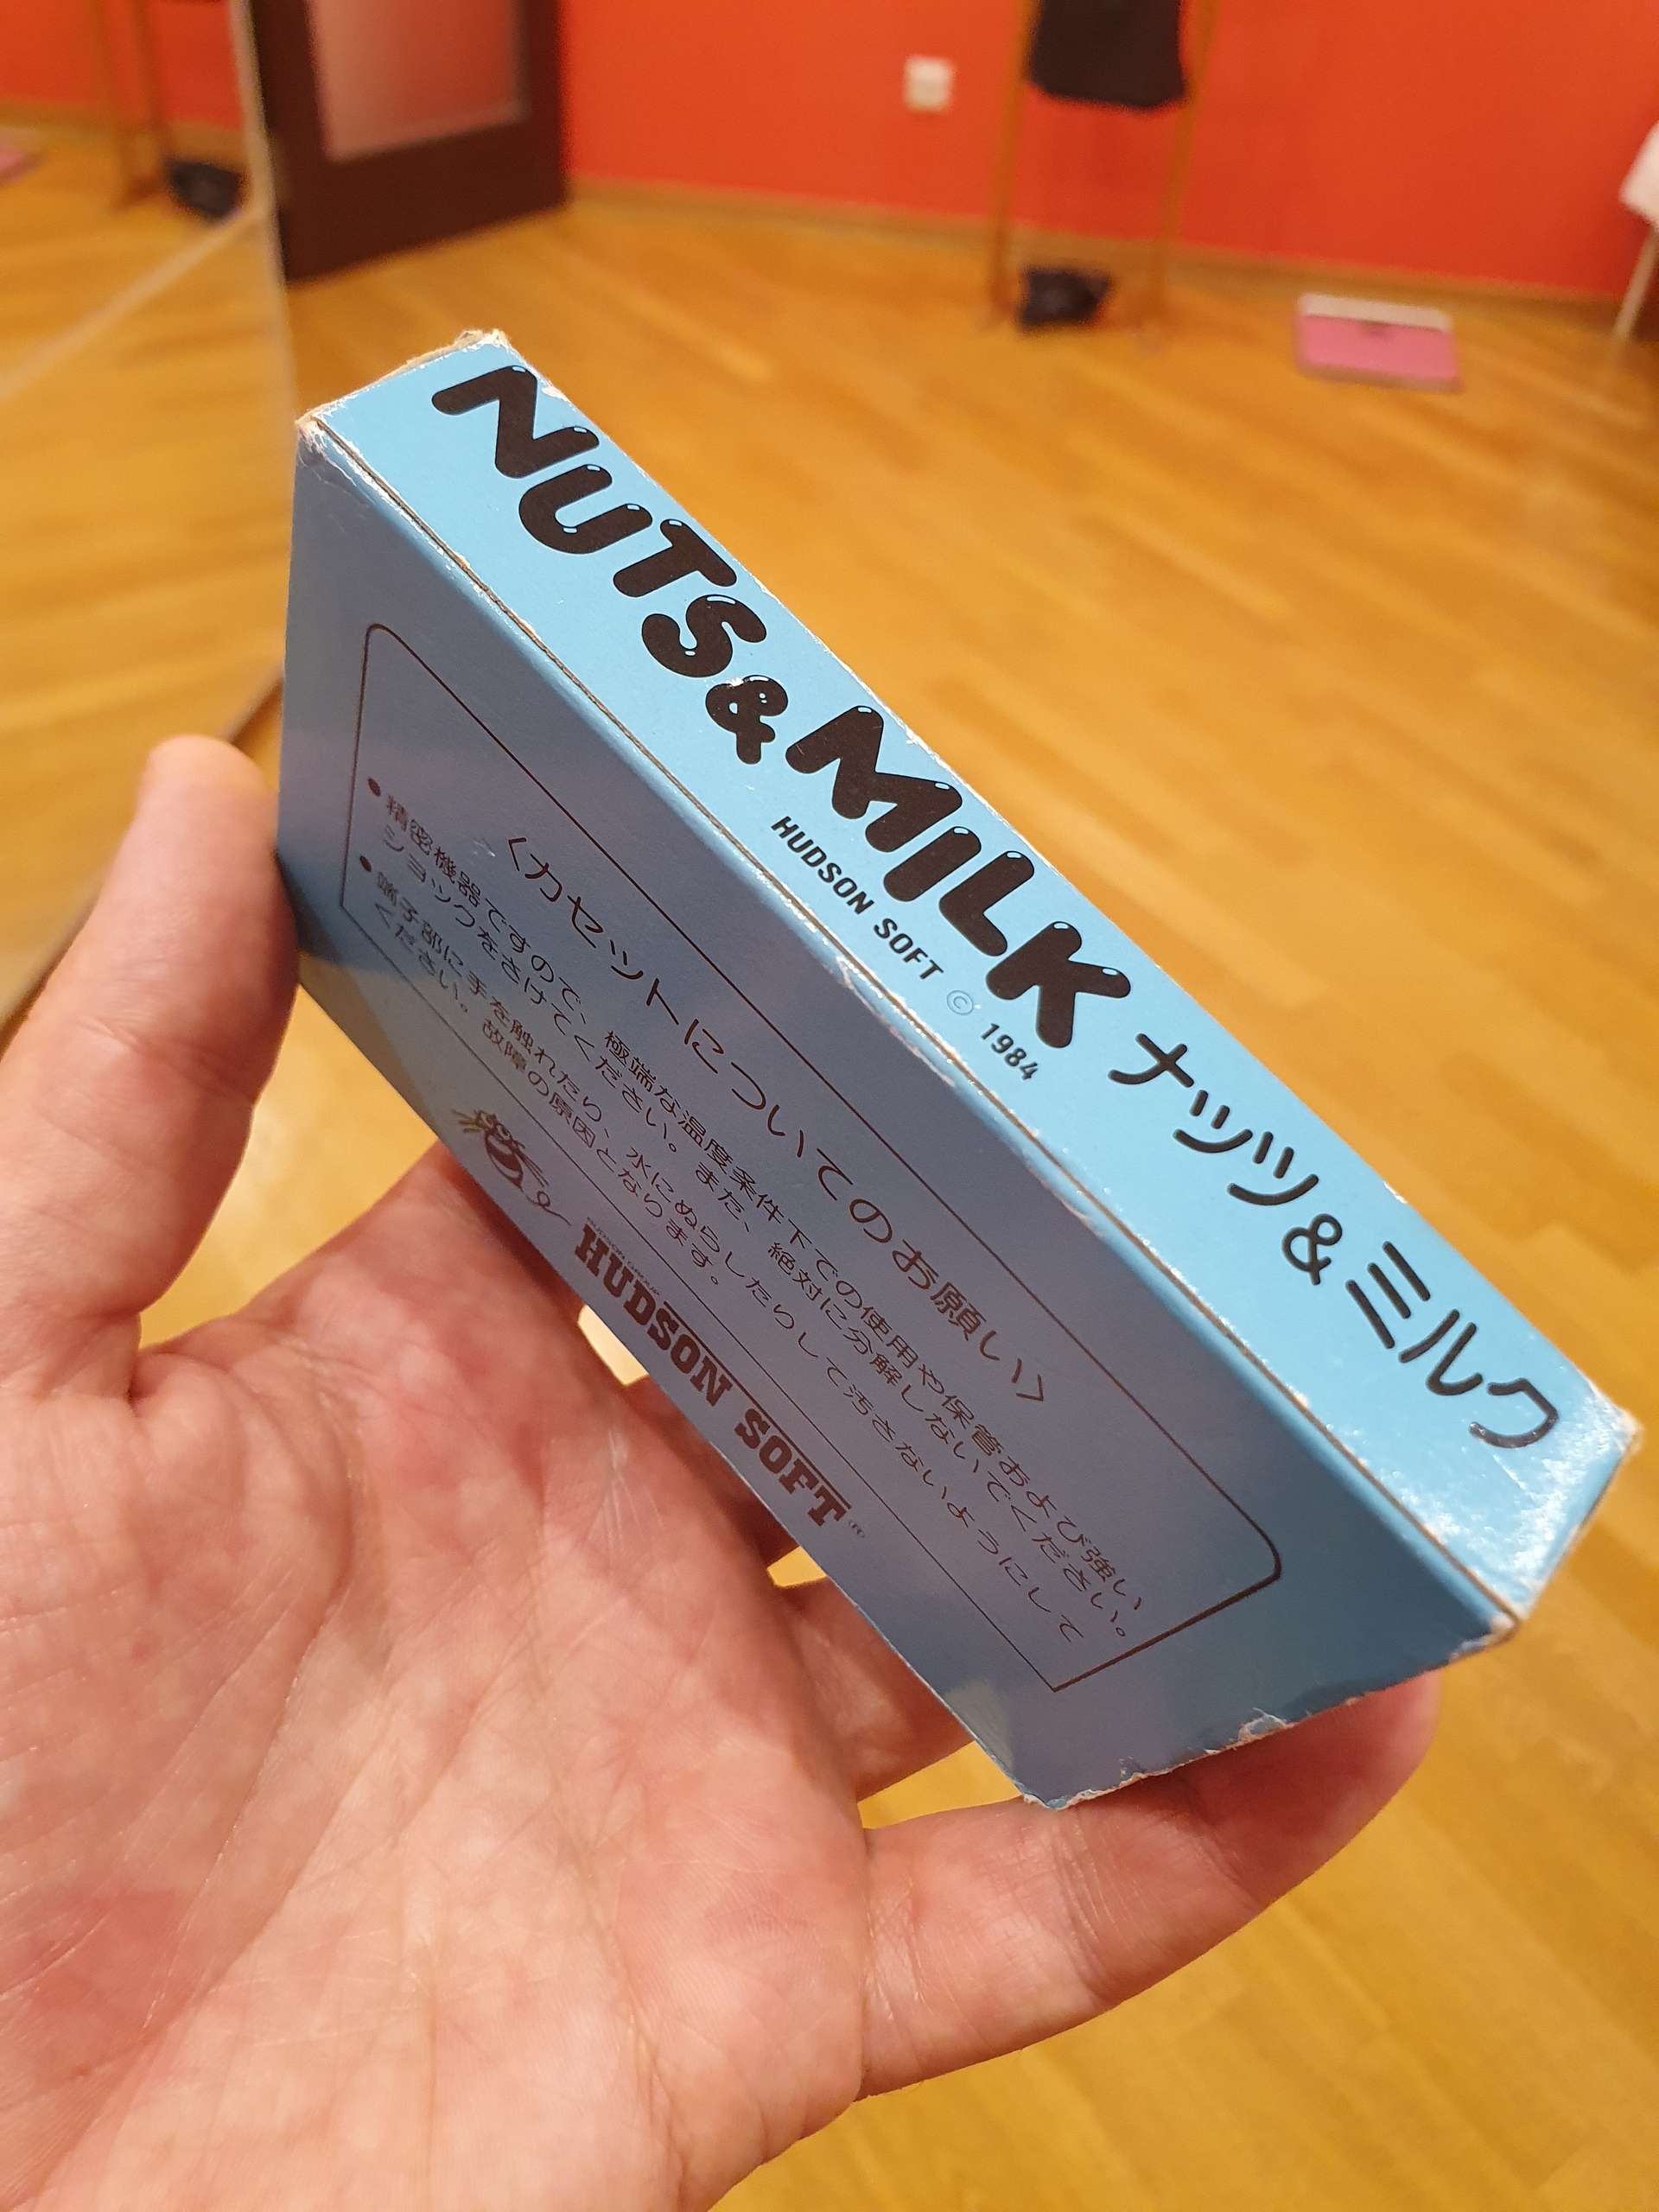 NUTS&MILK ナッツ&ミルク
HUDSON SOFT © 1984
〈カセットについてのお願い〉
●精密機器ですので、極端な温度条件下での使用や保管および強い
ショックをさけてください。また、絶対に分解しないでください。
●端子部に手を触れたり、水にぬらしたりして汚さないようにして
ください。故障の原因となります。
HUDSON GROUP
HUDSON SOFT